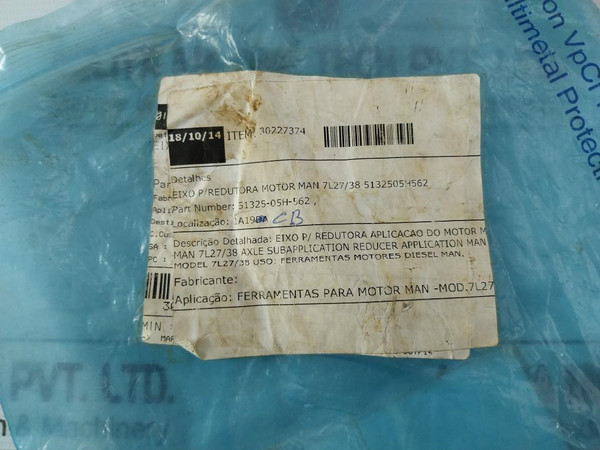 on VpCI
ltimetal Protect
18/10/14 ITEM 30227374
Detalhes
EIXO P/REDUTORA MOTOR MAN 7L27/38 5132505H562
Part Number: 51325-05H-562 ,
Localização: CB
Descrição Detalhada: EIXO P/ REDUTORA APLICACAO DO MOTOR M
MAN 7L27/38 AXLE SUBAPPLICATION REDUCER APPLICATION MAN
MODEL 7L27/38 USO: FERRAMENTAS MOTORES DIESEL MAN.
Fabricante:
Aplicação: FERRAMENTAS PARA MOTOR MAN -MOD.7L27
MIN.
PVT. LTD.
& Machinery